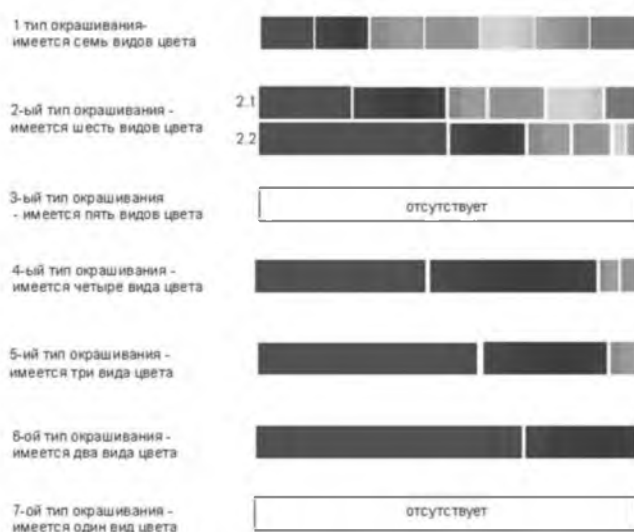 1 тип окрашивания-
имеется семь видов цвета
2-ый тип окрашивания -
имеется шесть видов цвета
2.1
2.2
3-ый тип окрашивания
- имеется пять видов цвета
отсутствует
4-ый тип окрашивания -
имеется четыре вида цвета
5-ий тип окрашивания -
имеется три вида цвета
6-ой тип окрашивания -
имеется два вида цвета
7-ой тип окрашивания -
имеется один вид цвета
отсутствует